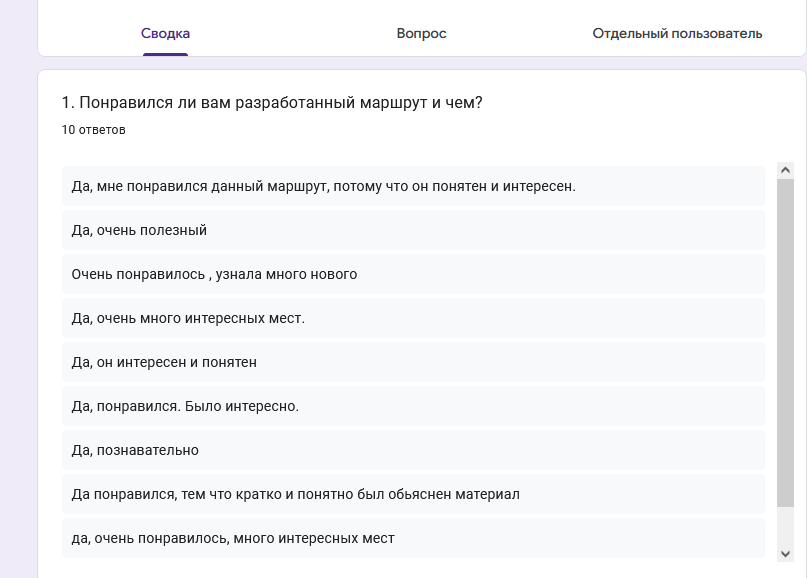 Сводка
Вопрос
Отдельный пользователь
1. Понравился ли вам разработанный маршрут и чем?
10 ответов
Да, мне понравился данный маршрут, потому что он понятен и интересен.
Да, очень полезный
Очень понравилось , узнала много нового
Да, очень много интересных мест.
Да, он интересен и понятен
Да, понравился. Было интересно.
Да, познавательно
Да понравился, тем что кратко и понятно был обьяснен материал
да, очень понравилось, много интересных мест